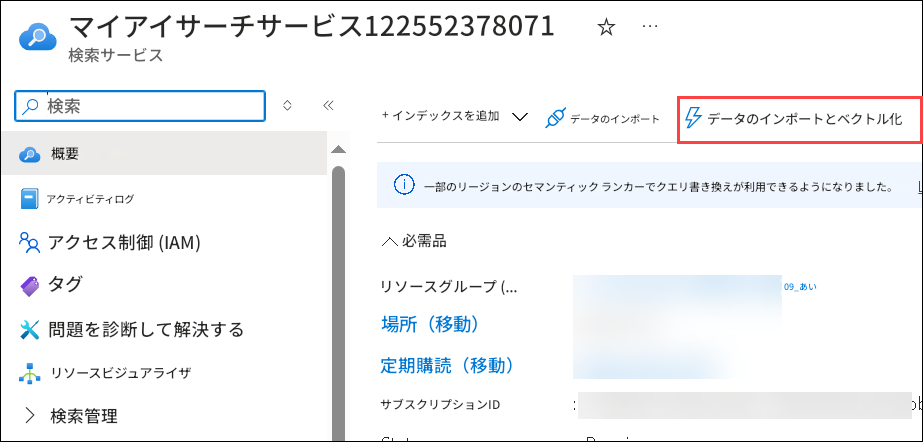 マイアイサーチサービス122552378071
検索サービス
検索
+ インデックスを追加
データのインポート
データのインポートとベクトル化
概要
アクティビティログ
アクセス制御 (IAM)
タグ
問題を診断して解決する
リソースビジュアライザ
検索管理
一部のリージョンのセマンティック ランカーでクエリ書き換えが利用できるようになりました。
必需品
リソースグループ (...
09_あい
場所（移動）
定期購読（移動）
サブスクリプションID
: